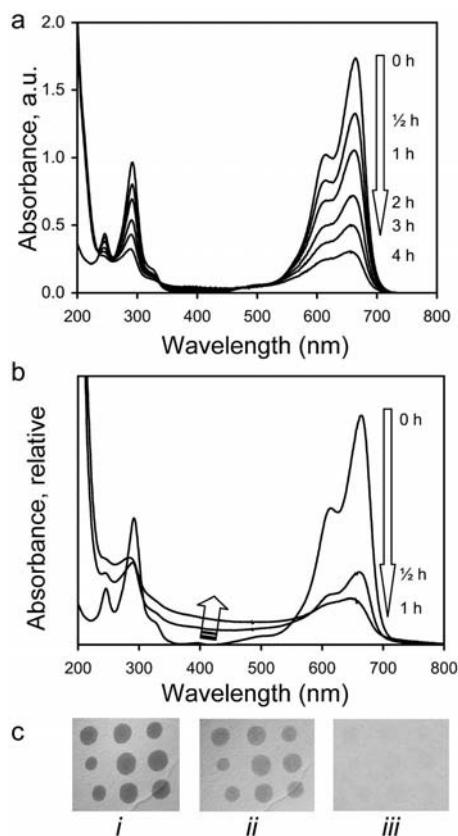 a
Absorbance, a.u.
2.0
1.5
1.0
0.5
0.0
0 h
½ h
1 h
2 h
3 h
4 h
200 300 400 500 600 700 800
Wavelength (nm)
b
Absorbance, relative
0 h
½ h
1 h
200 300 400 500 600 700 800
Wavelength (nm)
c
i ii iii